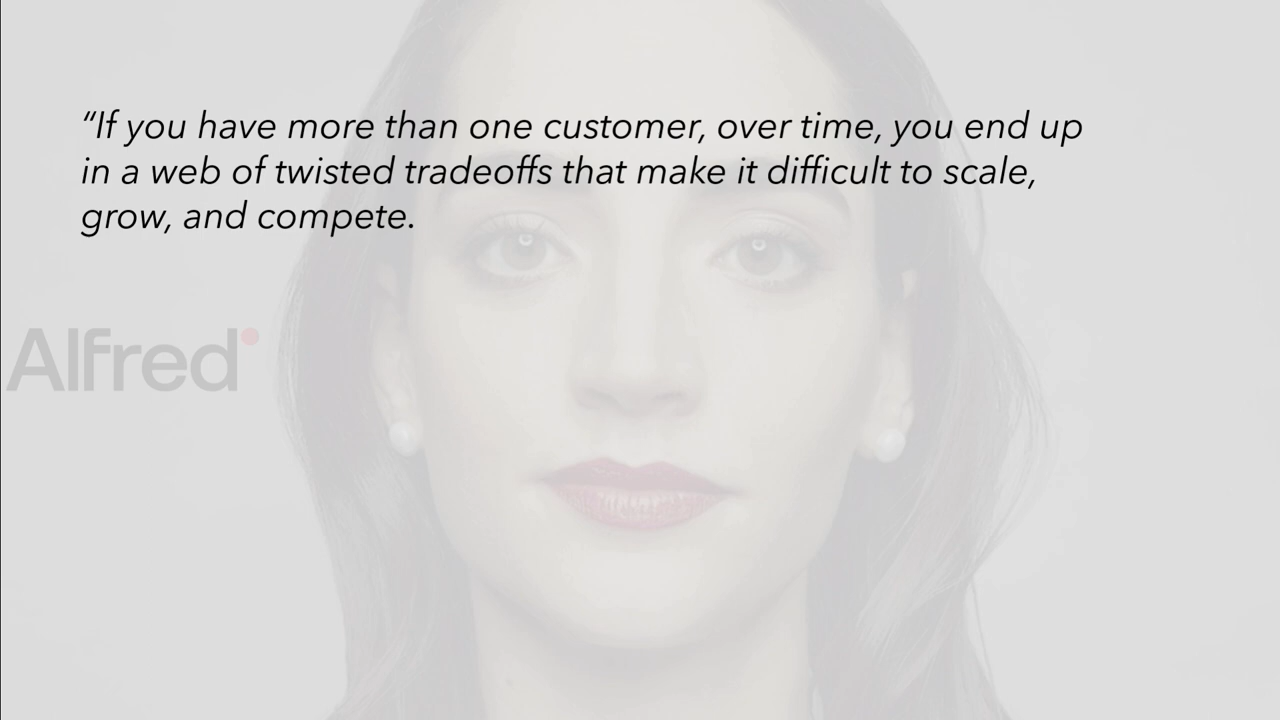 “If you have more than one customer, over time, you end up
in a web of twisted tradeoffs that make it difficult to scale,
grow, and compete.
Alfred